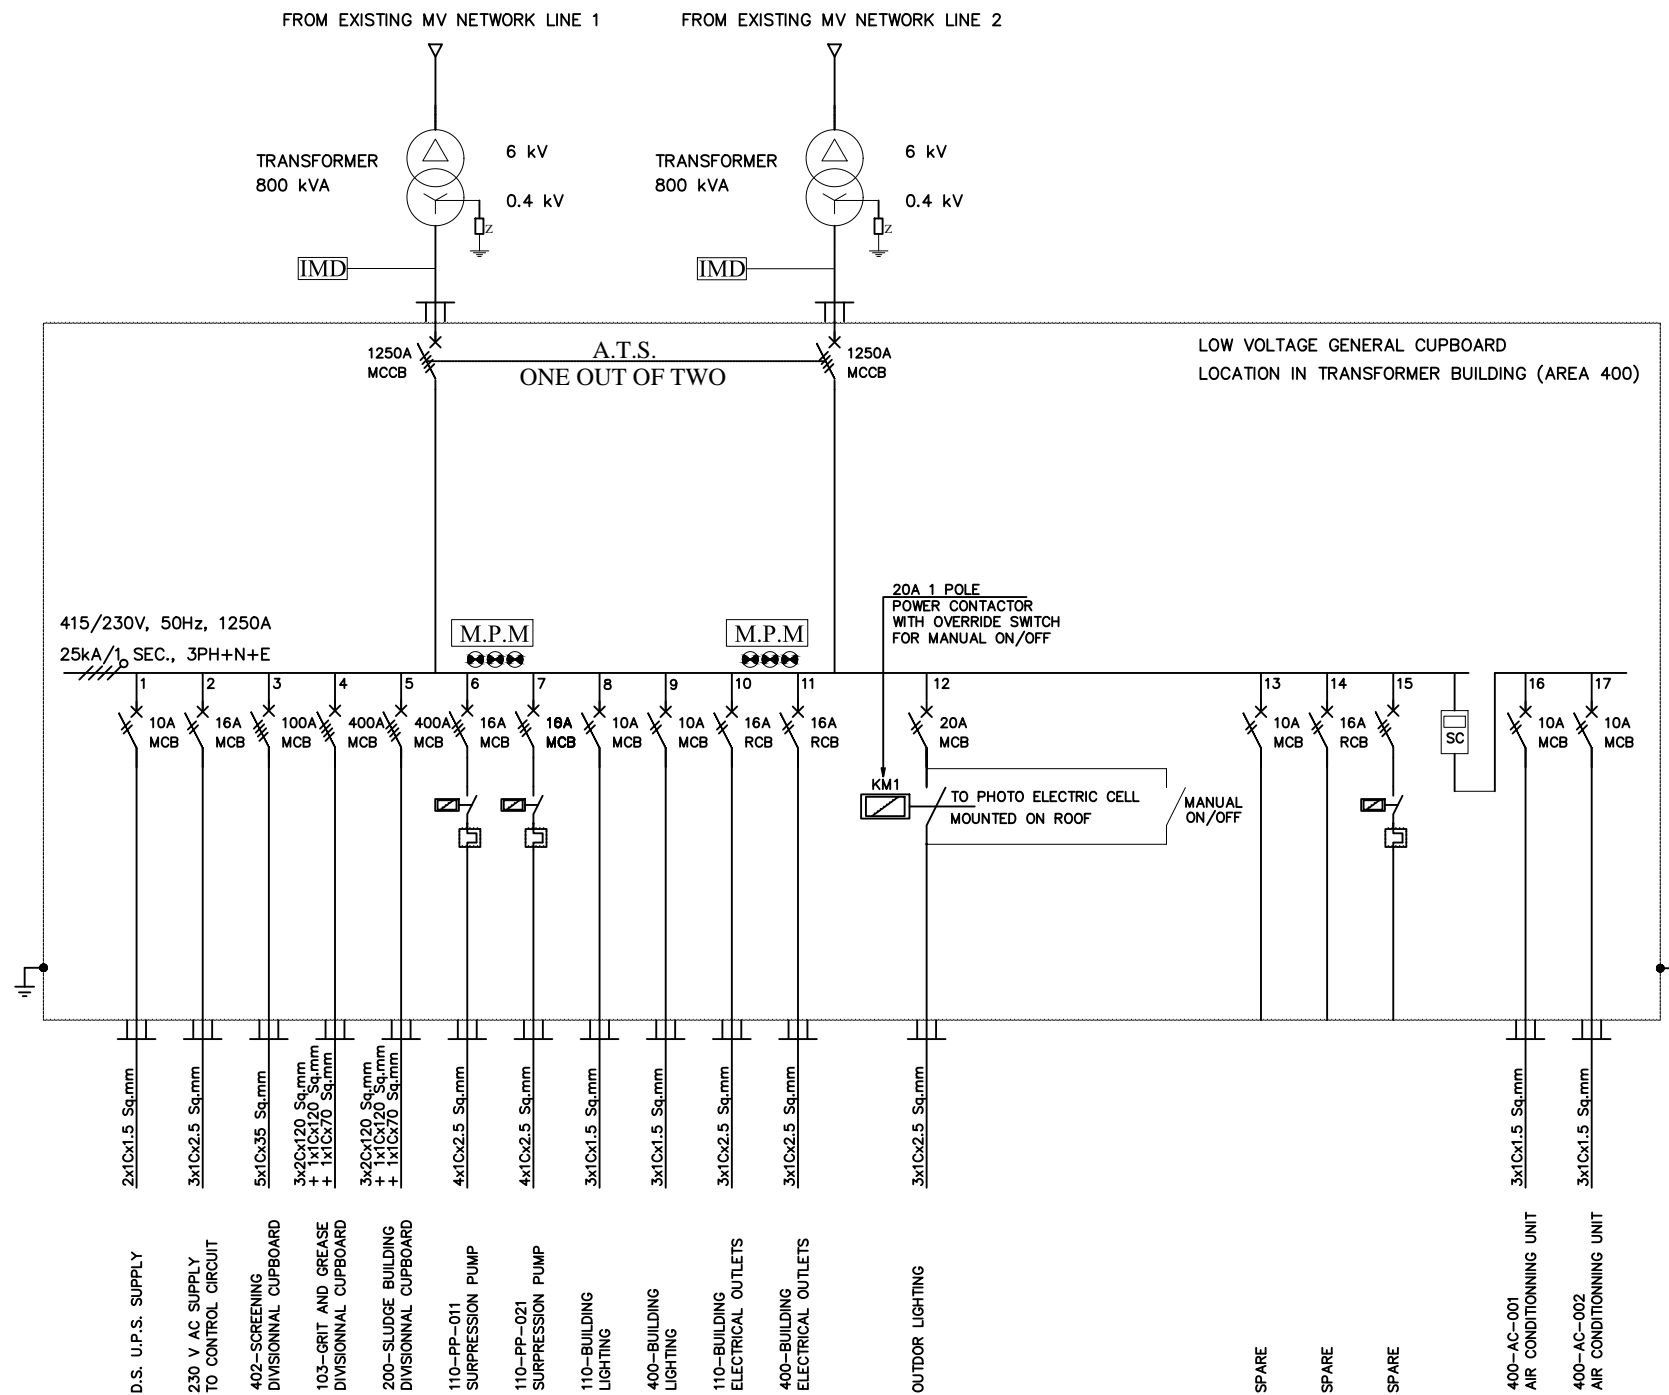 FROM EXISTING MV NETWORK LINE 1
FROM EXISTING MV NETWORK LINE 2
TRANSFORMER
800 kVA
6 kV
0.4 kV
Z
TRANSFORMER
800 kVA
6 kV
0.4 kV
Z
IMD
IMD
1250A
MCCB
A.T.S.
ONE OUT OF TWO
1250A
MCCB
LOW VOLTAGE GENERAL CUPBOARD
LOCATION IN TRANSFORMER BUILDING (AREA 400)
20A 1 POLE
POWER CONTACTOR
WITH OVERRIDE SWITCH
FOR MANUAL ON/OFF
415/230V, 50Hz, 1250A
25kA/1 SEC., 3PH+N+E
M.P.M
M.P.M
1
2
3
4
5
6
7
8
9
10
11
12
13
14
15
16
17
10A
MCB
16A
MCB
100A
MCB
400A
MCB
400A
MCB
16A
MCB
MCB
10A
MCB
10A
MCB
16A
RCB
16A
RCB
20A
MCB
10A
MCB
16A
RCB
SC
10A
MCB
10A
MCB
KM1
TO PHOTO ELECTRIC CELL
MOUNTED ON ROOF
MANUAL
ON/OFF
2x1Cx1.5 Sq.mm
3x1Cx2.5 Sq.mm
5x1Cx35 Sq.mm
3x2Cx120 Sq.mm
+ 1x1Cx120 Sq.mm
+ 1x1Cx70 Sq.mm
3x2Cx120 Sq.mm
+ 1x1Cx120 Sq.mm
+ 1x1Cx70 Sq.mm
4x1Cx2.5 Sq.mm
4x1Cx2.5 Sq.mm
3x1Cx1.5 Sq.mm
3x1Cx1.5 Sq.mm
3x1Cx2.5 Sq.mm
3x1Cx2.5 Sq.mm
3x1Cx2.5 Sq.mm
3x1Cx1.5 Sq.mm
3x1Cx1.5 Sq.mm
D.S. U.P.S. SUPPLY
230 V AC SUPPLY
TO CONTROL CIRCUIT
402-SCREENING
DIVISIONNAL CUPBOARD
103-GRIT AND GREASE
DIVISIONNAL CUPBOARD
200-SLUDGE BUILDING
DIVISIONNAL CUPBOARD
110-PP-011
SURPRESSION PUMP
110-PP-021
SURPRESSION PUMP
110-BUILDING
LIGHTING
400-BUILDING
LIGHTING
110-BUILDING
ELECTRICAL OUTLETS
400-BUILDING
ELECTRICAL OUTLETS
OUTDOR LIGHTING
SPARE
SPARE
SPARE
400-AC-001
AIR CONDITIONNING UNIT
400-AC-002
AIR CONDITIONNING UNIT